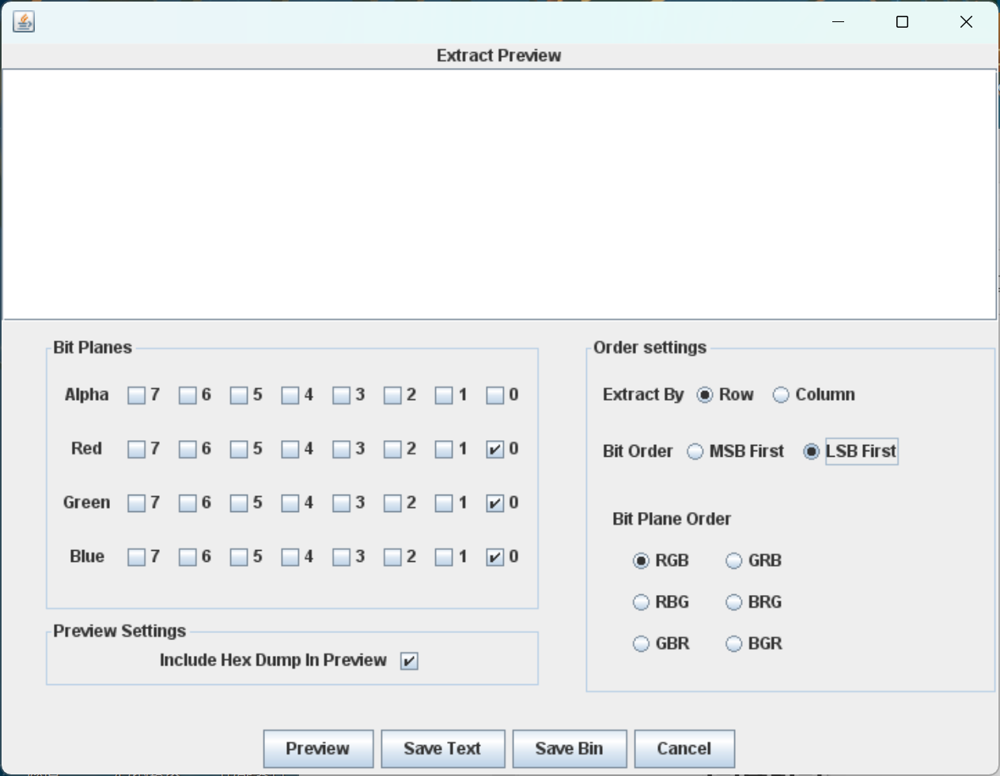 Extract Preview
Bit Planes
Alpha 7 6 5 4 3 2 1 0
Red 7 6 5 4 3 2 1 0
Green 7 6 5 4 3 2 1 0
Blue 7 6 5 4 3 2 1 0
Preview Settings
Include Hex Dump In Preview
Order settings
Extract By Row Column
Bit Order MSB First LSB First
Bit Plane Order
RGB GRB
RBG BRG
GBR BGR
Preview Save Text Save Bin Cancel